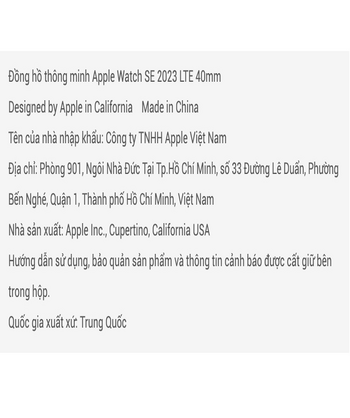 Đồng hồ thông minh Apple Watch SE 2023 LTE 40mm
Designed by Apple in California Made in China
Tên của nhà nhập khẩu: Công ty TNHH Apple Việt Nam
Địa chỉ: Phòng 901, Ngôi Nhà Đức Tại Tp.Hồ Chí Minh, số 33 Đường Lê Duẩn, Phường
Bến Nghé, Quận 1, Thành phố Hồ Chí Minh, Việt Nam
Nhà sản xuất: Apple Inc., Cupertino, California USA
Hướng dẫn sử dụng, bảo quản sản phẩm và thông tin cảnh báo được cất giữ bên
trong hộp.
Quốc gia xuất xứ: Trung Quốc